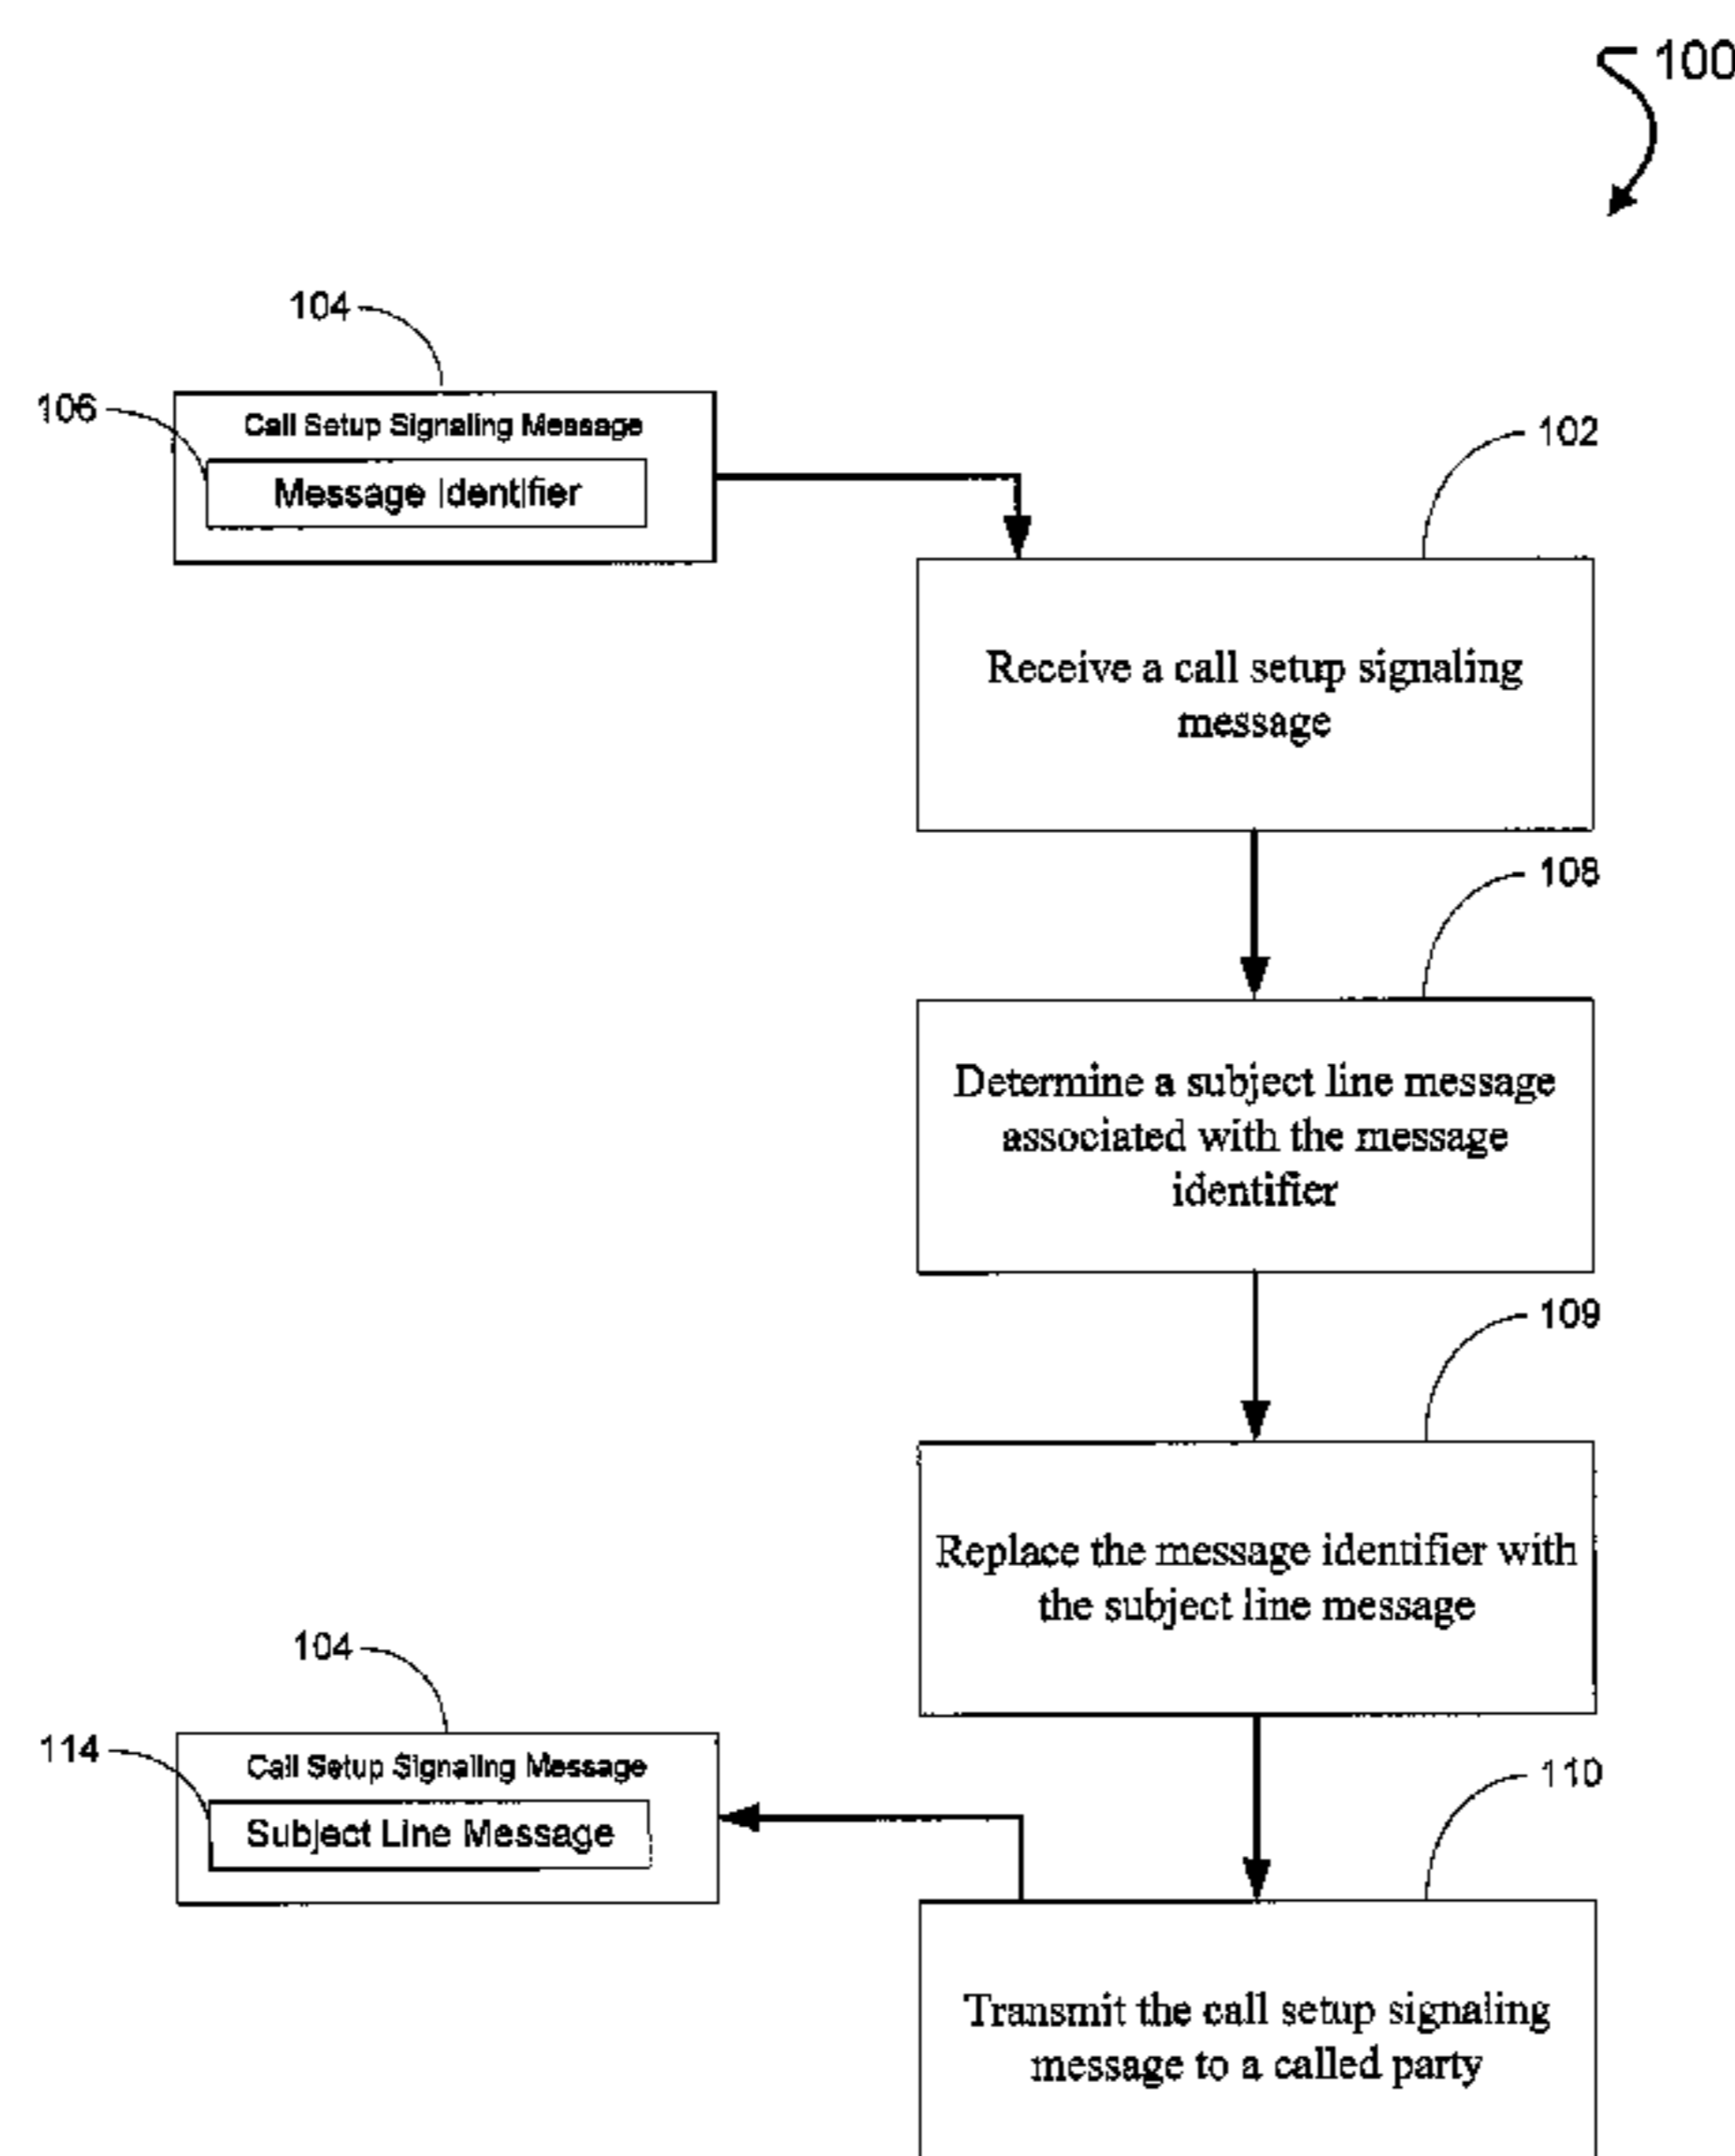 100
104
106
Call Setup Signaling Message
Message Identifier
102
Receive a call setup signaling
message
108
Determine a subject line message
associated with the message
identifier
109
Replace the message identifier with
the subject line message
104
114
Call Setup Signaling Message
Subject Line Message
110
Transmit the call setup signaling
message to a called party